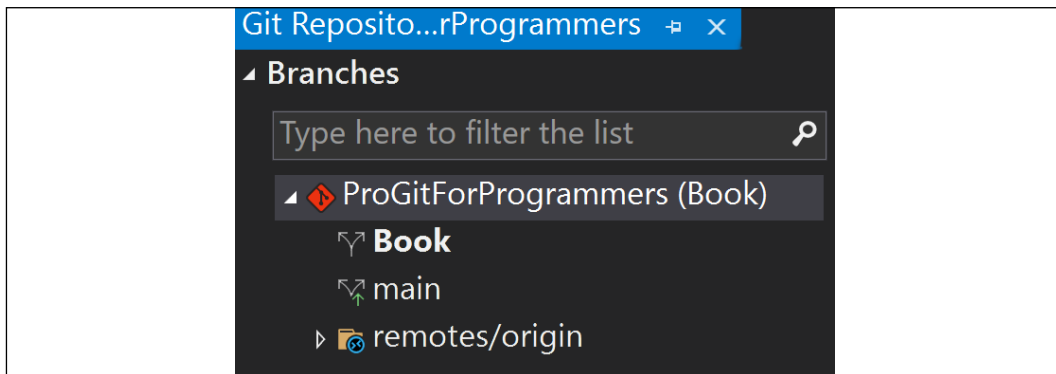 Git Reposito...rProgrammers
Branches
Type here to filter the list
ProGitForProgrammers (Book)
Book
main
remotes/origin